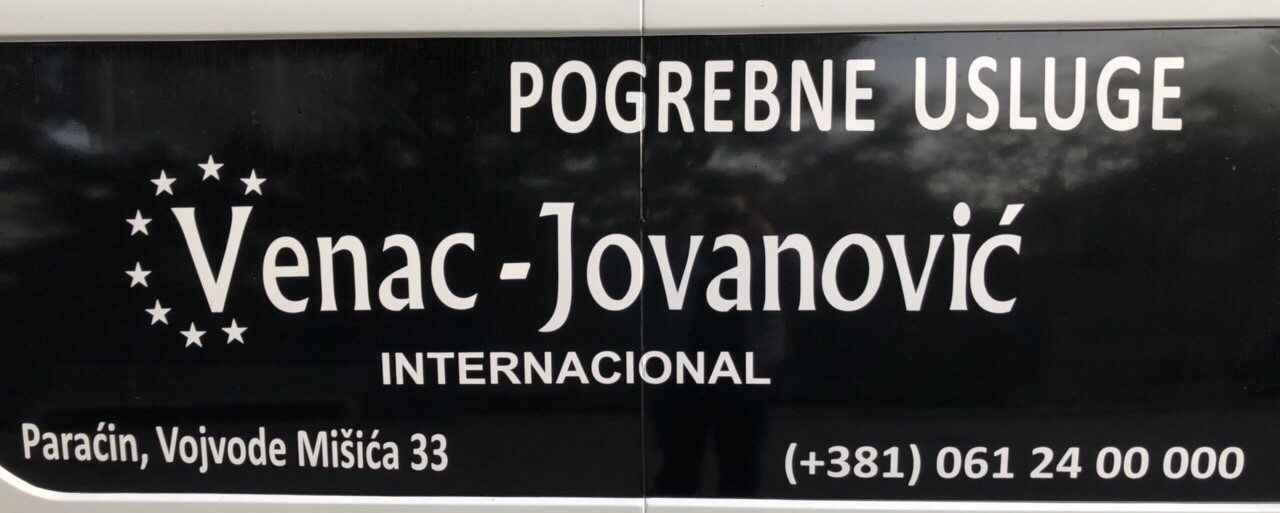 POGREBNE USLUGE
Venac - Jovanović
INTERNACIONAL
Paraćin, Vojvode Mišića 33
(+381) 061 24 00 000